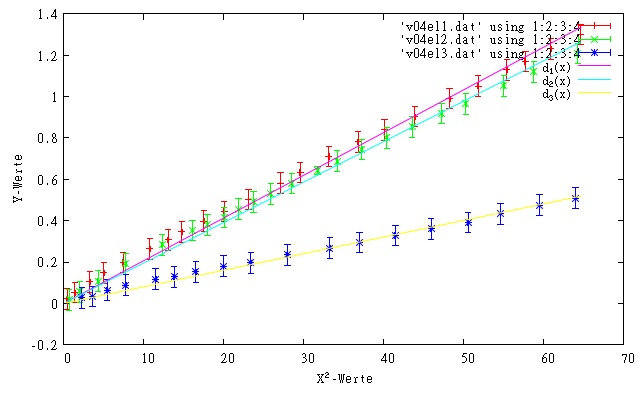 1.4
1.2
1
0.8
0.6
0.4
0.2
0
-0.2
Y-Werte
'v04el1.dat' using 1:2:3:4
'v04el2.dat' using 1:2:3:4
'v04el3.dat' using 1:2:3:4
d₁(x)
d₂(x)
d₃(x)
0 10 20 30 40 50 60 70
X²-Werte